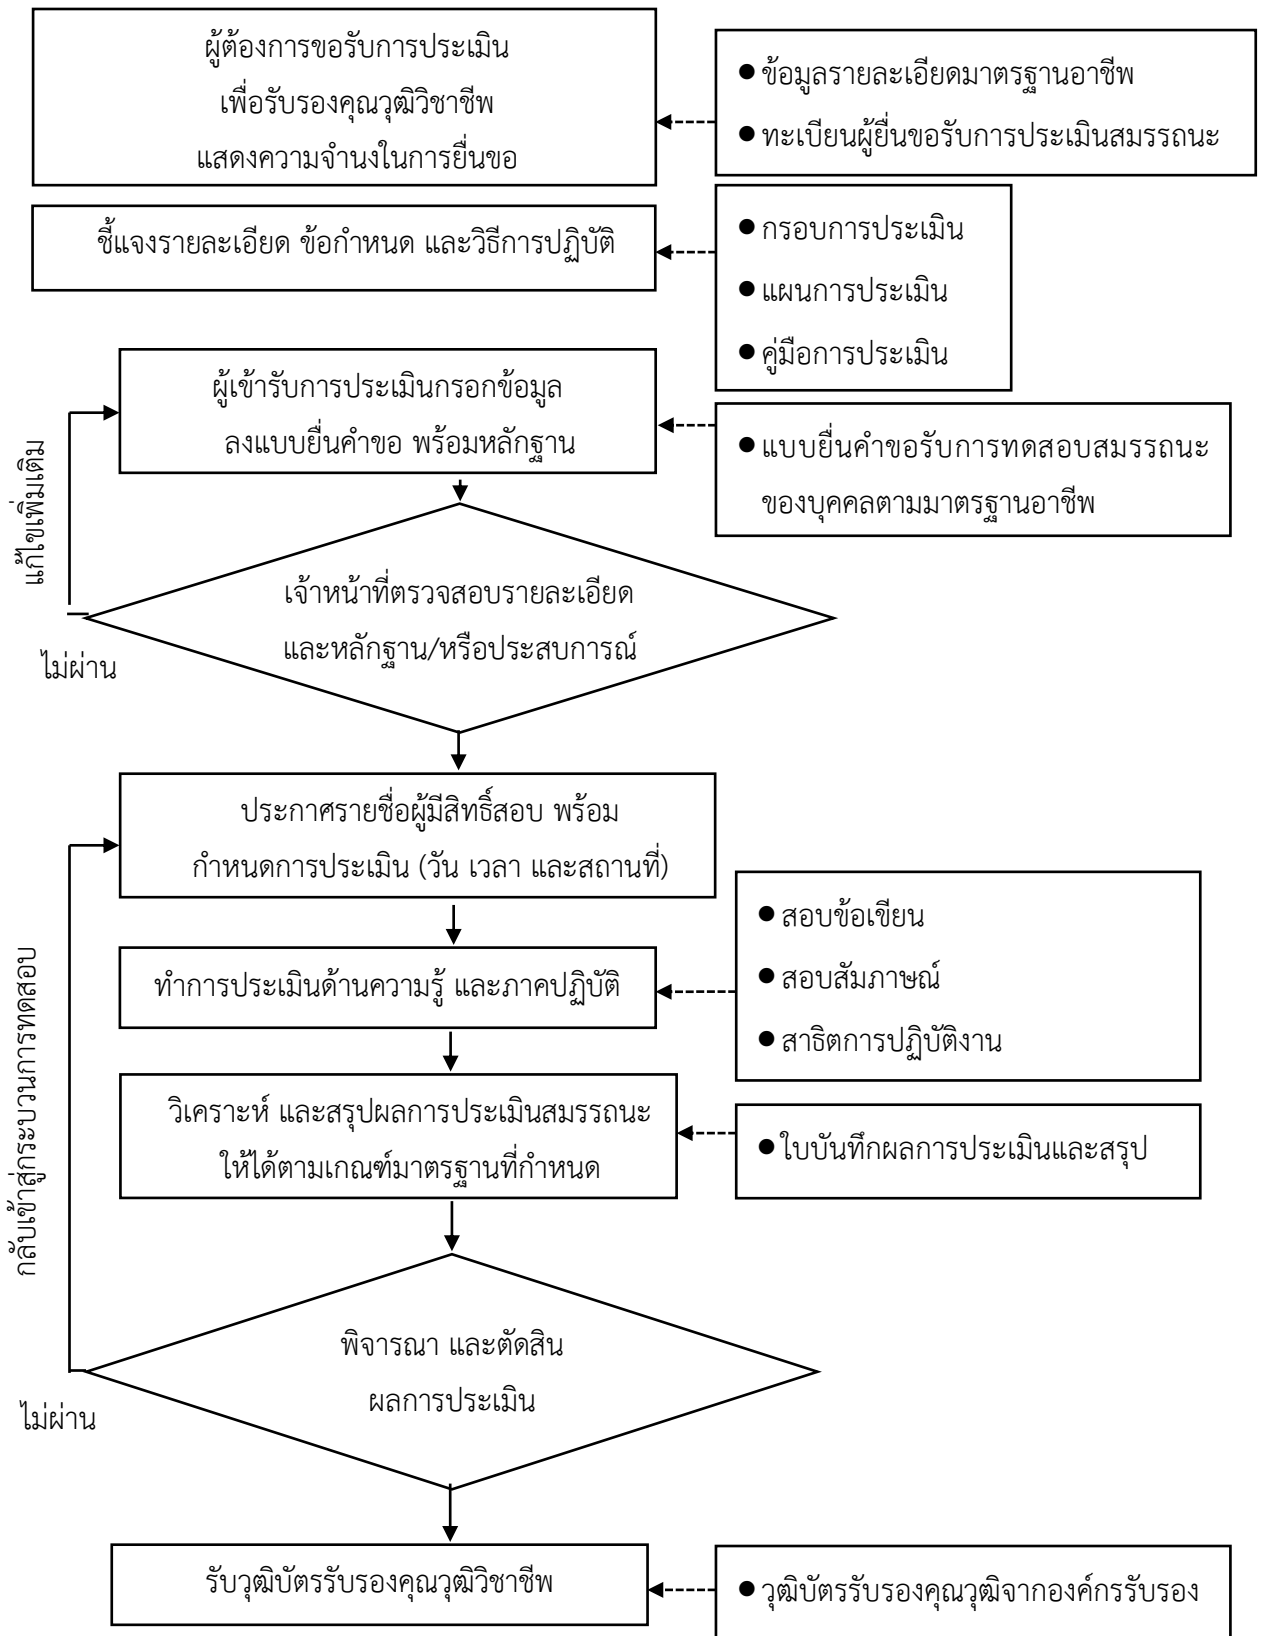 ผู้ต้องการขอรับการประเมิน
เพื่อรับรองคุณวุฒิวิชาชีพ
แสดงความจำนงในการยื่นขอ
● ข้อมูลรายละเอียดมาตรฐานอาชีพ
● ทะเบียนผู้ยื่นขอรับการประเมินสมรรถนะ
ชี้แจงรายละเอียด ข้อกำหนด และวิธีการปฏิบัติ
● กรอบการประเมิน
● แผนการประเมิน
● คู่มือการประเมิน
ผู้เข้ารับการประเมินกรอกข้อมูล
ลงแบบยื่นคำขอ พร้อมหลักฐาน
● แบบยื่นคำขอรับการทดสอบสมรรถนะ
ของบุคคลตามมาตรฐานอาชีพ
แก้ไขเพิ่มเติม
เจ้าหน้าที่ตรวจสอบรายละเอียด
และหลักฐาน/หรือประสบการณ์
ไม่ผ่าน
ประกาศรายชื่อผู้มีสิทธิ์สอบ พร้อม
กำหนดการประเมิน (วัน เวลา และสถานที่)
● สอบข้อเขียน
● สอบสัมภาษณ์
● สาธิตการปฏิบัติงาน
ทำการประเมินด้านความรู้ และภาคปฏิบัติ
กลับเข้าสู่กระบวนการทดสอบ
วิเคราะห์ และสรุปผลการประเมินสมรรถนะ
ให้ได้ตามเกณฑ์มาตรฐานที่กำหนด
● ใบบันทึกผลการประเมินและสรุป
พิจารณา และตัดสิน
ผลการประเมิน
ไม่ผ่าน
รับวุฒิบัตรรับรองคุณวุฒิวิชาชีพ
● วุฒิบัตรรับรองคุณวุฒิจากองค์กรรับรอง